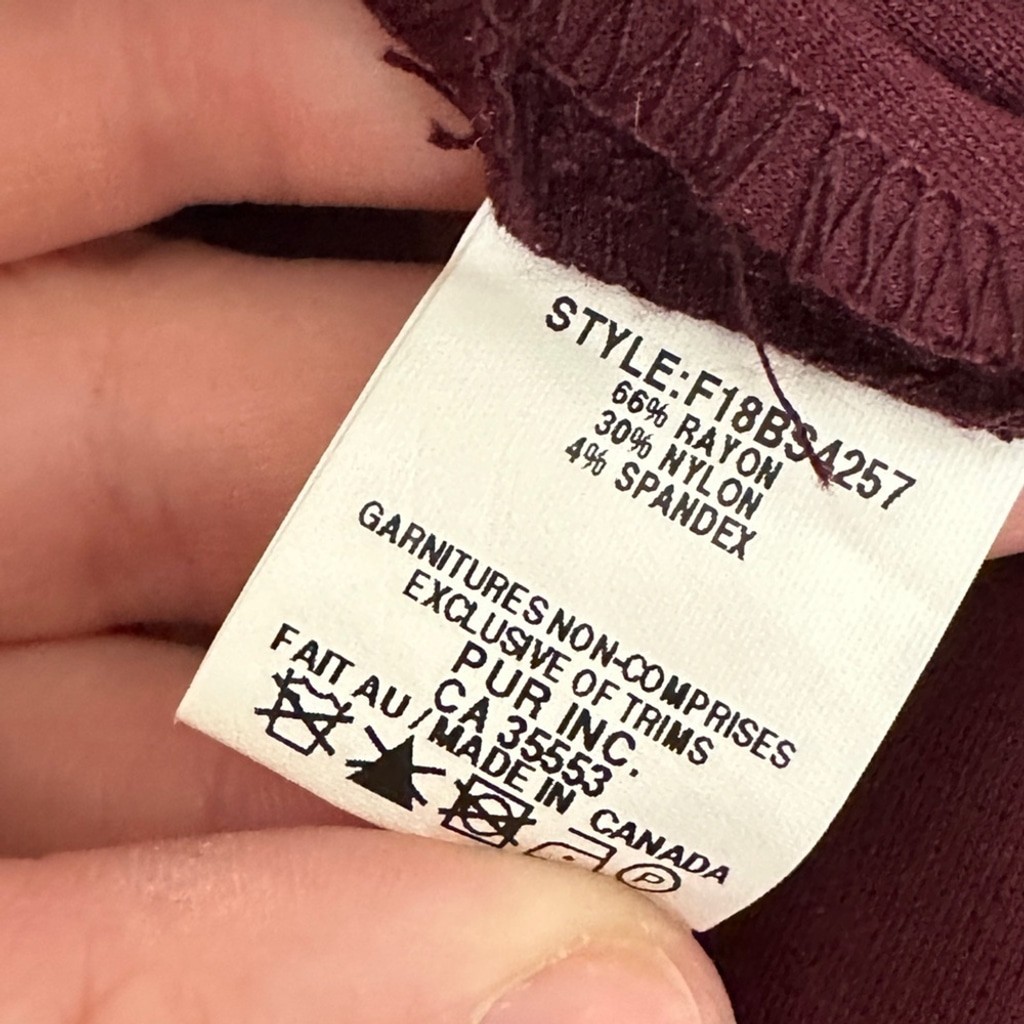 STYLE:F18BS4257
66% RAYON
30% NYLON
4% SPANDEX
GARNITURES NON-COMPRISES
EXCLUSIVE OF TRIMS
PUR INC.
CA 35553
FAIT AU / MADE IN CANADA
P